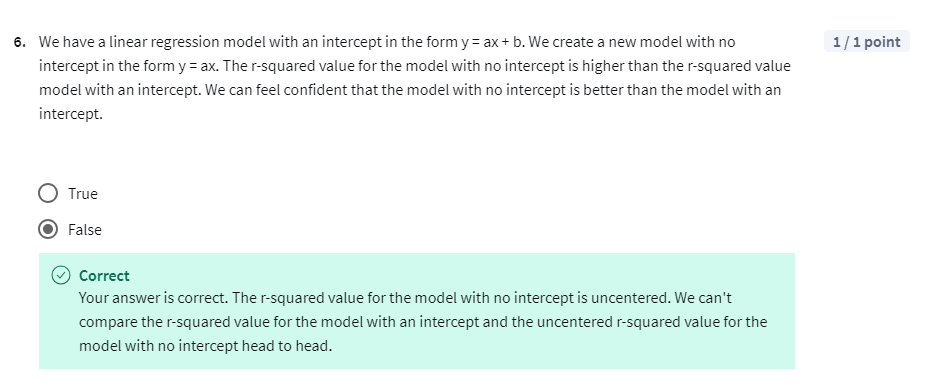 6. We have a linear regression model with an intercept in the form y = ax + b. We create a new model with no
1 / 1 point
intercept in the form y = ax. The r-squared value for the model with no intercept is higher than the r-squared value
model with an intercept. We can feel confident that the model with no intercept is better than the model with an
intercept.
True
False
Correct
Your answer is correct. The r-squared value for the model with no intercept is uncentered. We can't
compare the r-squared value for the model with an intercept and the uncentered r-squared value for the
model with no intercept head to head.